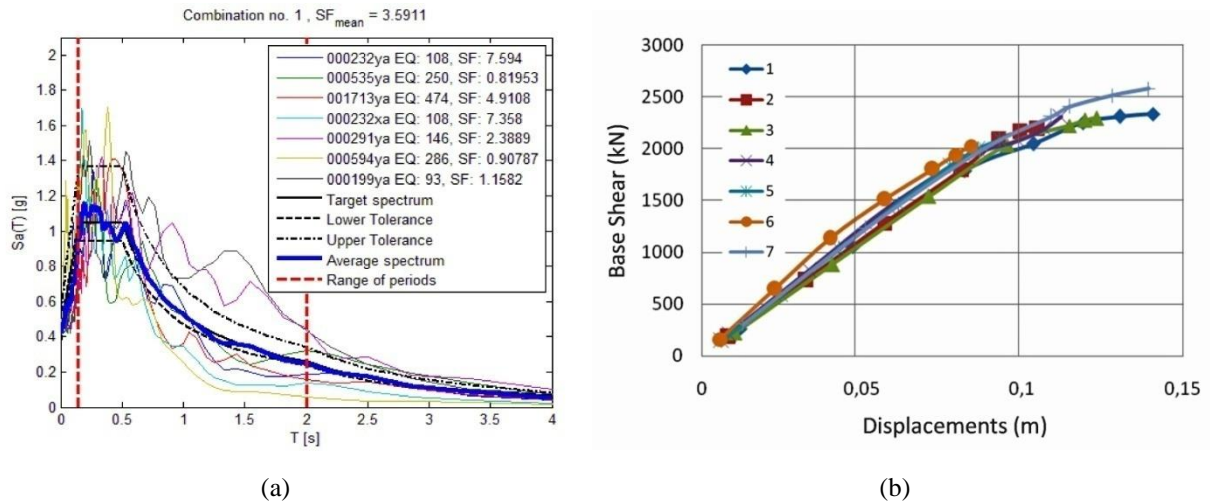 Combination no. 1 , SF_mean = 3.5911
2
1.8
1.6
1.4
1.2
1
0.8
0.6
0.4
0.2
0
Sa(T) [g]
000232ya EQ: 108, SF: 7.594
000535ya EQ: 250, SF: 0.81953
001713ya EQ: 474, SF: 4.9108
000232xa EQ: 108, SF: 7.358
000291ya EQ: 146, SF: 2.3889
000594ya EQ: 286, SF: 0.90787
000199ya EQ: 93, SF: 1.1582
Target spectrum
Lower Tolerance
Upper Tolerance
Average spectrum
Range of periods
0 0.5 1 1.5 2 2.5 3 3.5 4
T [s]
(a)
3000
2500
2000
1500
1000
500
0
Base Shear (kN)
1
2
3
4
5
6
7
0 0,05 0,1 0,15
Displacements (m)
(b)